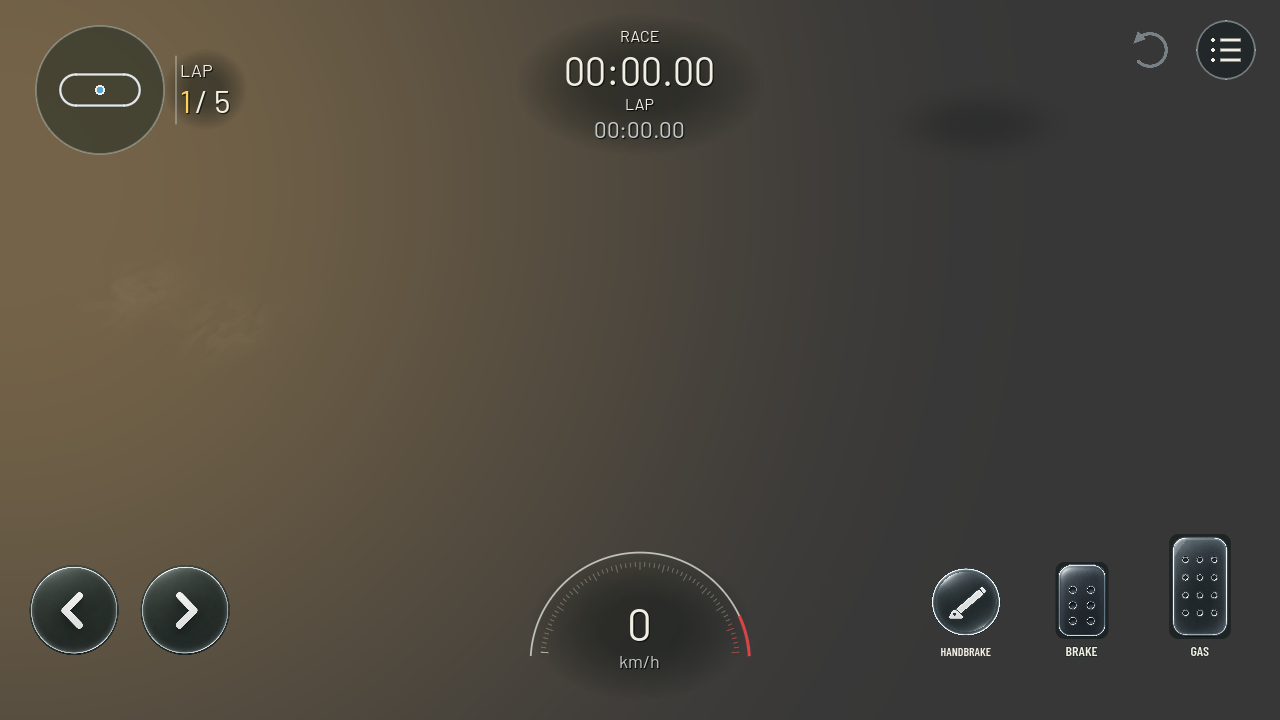 LAP
1/ 5
RACE
00:00.00
LAP
00:00.00
0
km/h
HANDBRAKE
BRAKE
GAS